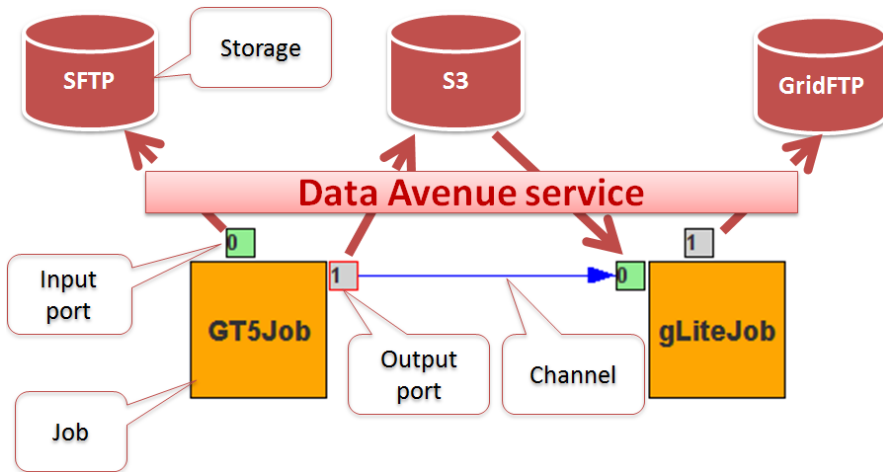 SFTP
Storage
S3
GridFTP
Data Avenue service
0
1
Input
port
1
0
GT5Job
gLiteJob
Output
port
Channel
Job